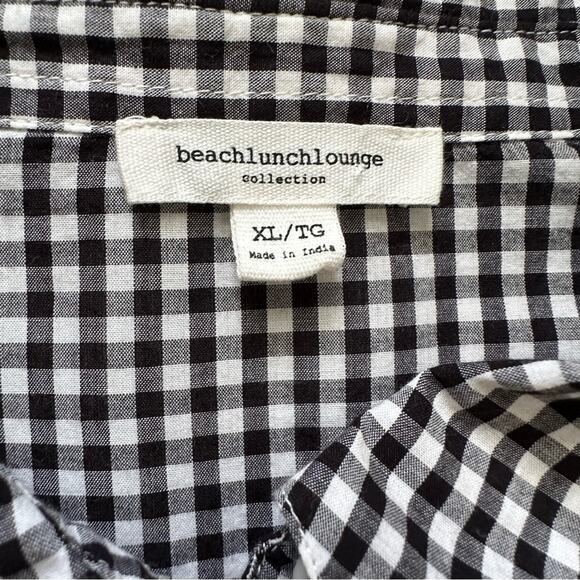 beachlunchlounge
collection
XL/TG
Made in India